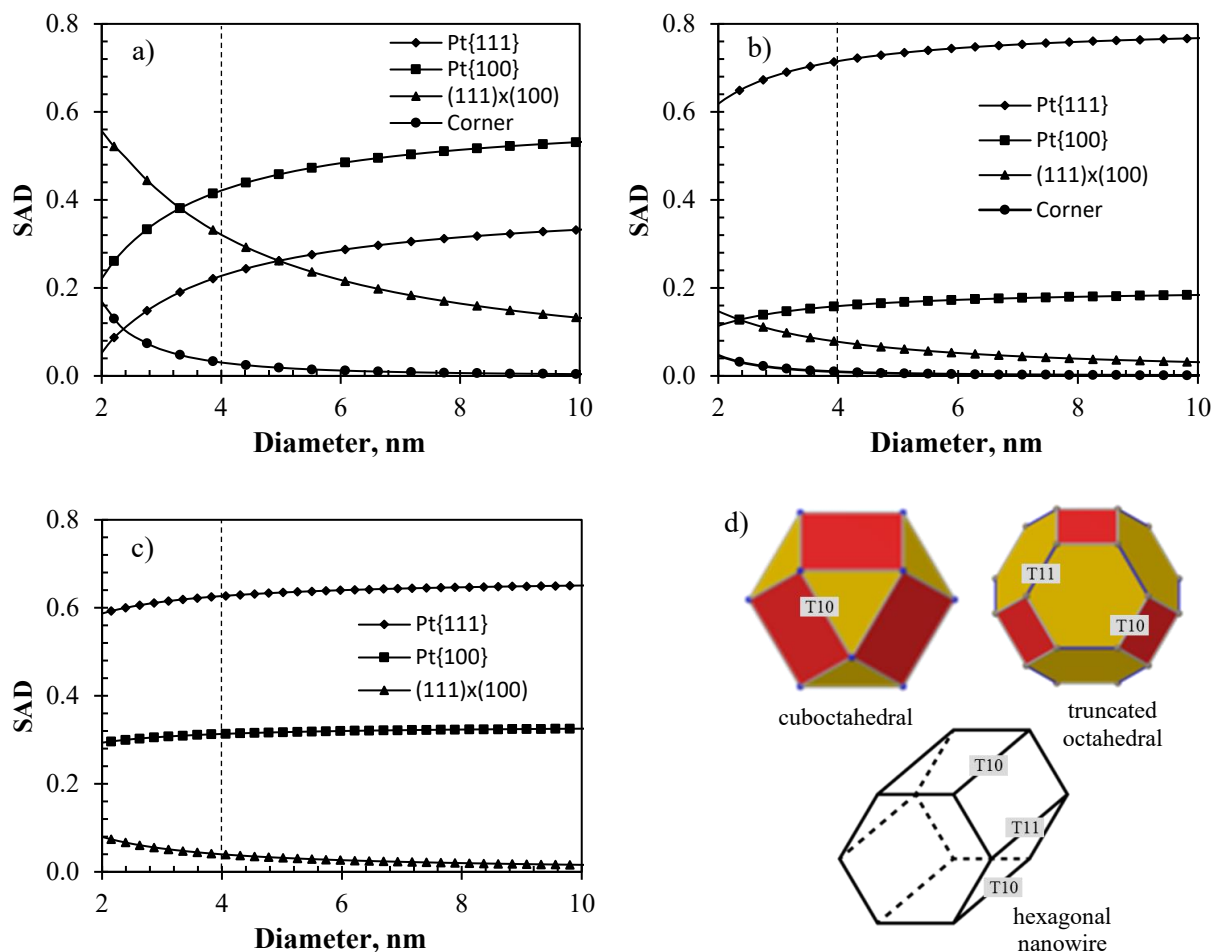 a)
SAD
0.8
0.6
0.4
0.2
0.0
Pt{111}
Pt{100}
(111)x(100)
Corner
2
4
6
8
10
Diameter, nm
b)
SAD
0.8
0.6
0.4
0.2
0.0
Pt{111}
Pt{100}
(111)x(100)
Corner
2
4
6
8
10
Diameter, nm
c)
SAD
0.8
0.6
0.4
0.2
0.0
Pt{111}
Pt{100}
(111)x(100)
2
4
6
8
10
Diameter, nm
d)
T10
cuboctahedral
T11
T10
truncated
octahedral
T10
T11
T10
hexagonal
nanowire